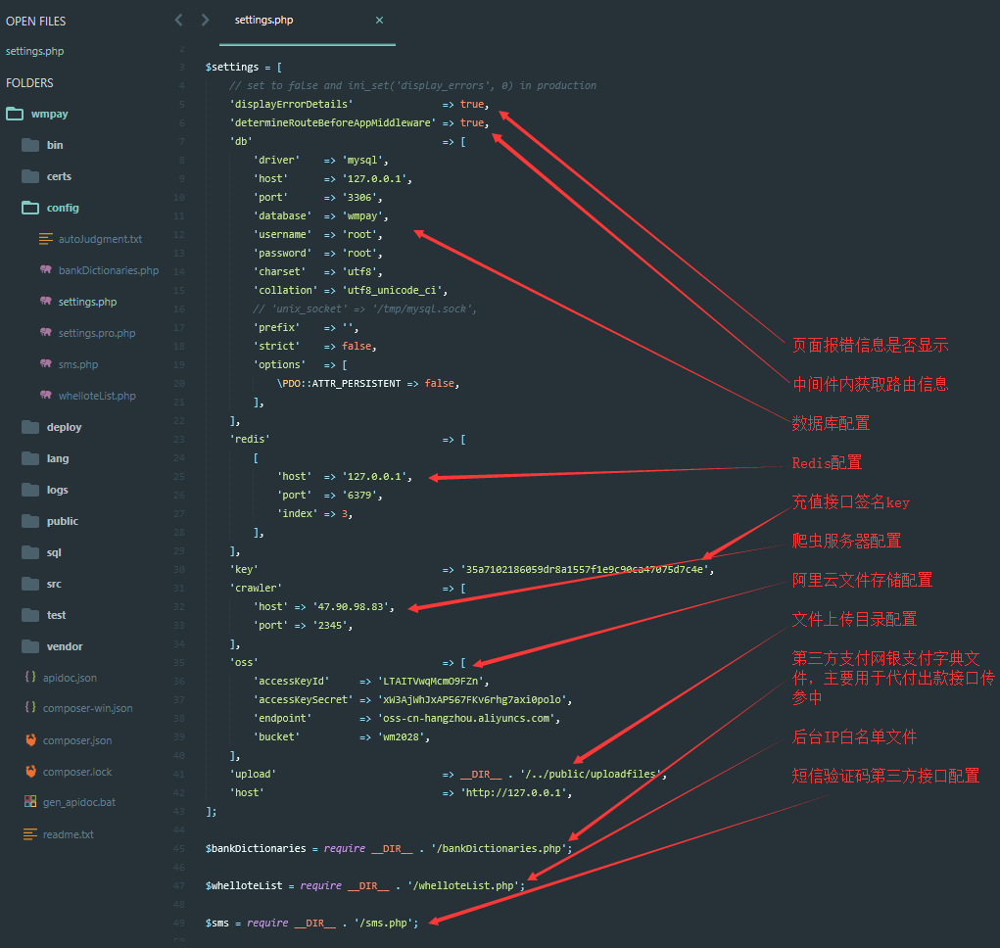 OPEN FILES
settings.php
FOLDERS
wmpay
bin
certs
config
autoJudgment.txt
bankDictionaries.php
settings.php
settings.pro.php
sms.php
whelloteList.php
deploy
lang
logs
public
sql
src
test
vendor
apidoc.json
composer-win.json
composer.json
composer.lock
gen_apidoc.bat
readme.txt
settings.php
2
3 $settings = [
4 // set to false and ini_set('display_errors', 0) in production
5 'displayErrorDetails' => true,
6 'determineRouteBeforeAppMiddleware' => true,
7 'db' => [
8 'driver' => 'mysql',
9 'host' => '127.0.0.1',
10 'port' => '3306',
11 'database' => 'wmpay',
12 'username' => 'root',
13 'password' => 'root',
14 'charset' => 'utf8',
15 'collation' => 'utf8_unicode_ci',
16 // 'unix_socket' => '/tmp/mysql.sock',
17 'prefix' => '',
18 'strict' => false,
19 'options' => [
20 \PDO::ATTR_PERSISTENT => false,
21 ],
22 ],
23 'redis' => [
24 [
25 'host' => '127.0.0.1',
26 'port' => '6379',
27 'index' => 3,
28 ],
29 ],
30 'key' => '35a7102186059dr8a1557f1e9c90ca47075d7c4e',
31 'crawler' => [
32 'host' => '47.90.98.83',
33 'port' => '2345',
34 ],
35 'oss' => [
36 'accessKeyId' => 'LTAITVwqMcmO9FZn',
37 'accessKeySecret' => 'xW3AjWhJxAP567FKv6rhg7axi0polo',
38 'endpoint' => 'oss-cn-hangzhou.aliyuncs.com',
39 'bucket' => 'wm2028',
40 ],
41 'upload' => __DIR__ . '/../public/uploadfiles',
42 'host' => 'http://127.0.0.1',
43 ];
44
45 $bankDictionaries = require __DIR__ . '/bankDictionaries.php';
46
47 $whelloteList = require __DIR__ . '/whelloteList.php';
48
49 $sms = require __DIR__ . '/sms.php';
页面报错信息是否显示
中间件内获取路由信息
数据库配置
Redis配置
充值接口签名key
爬虫服务器配置
阿里云文件存储配置
文件上传目录配置
第三方支付网银支付字典文
件，主要用于代付出款接口传
参中
后台IP白名单文件
短信验证码第三方接口配置